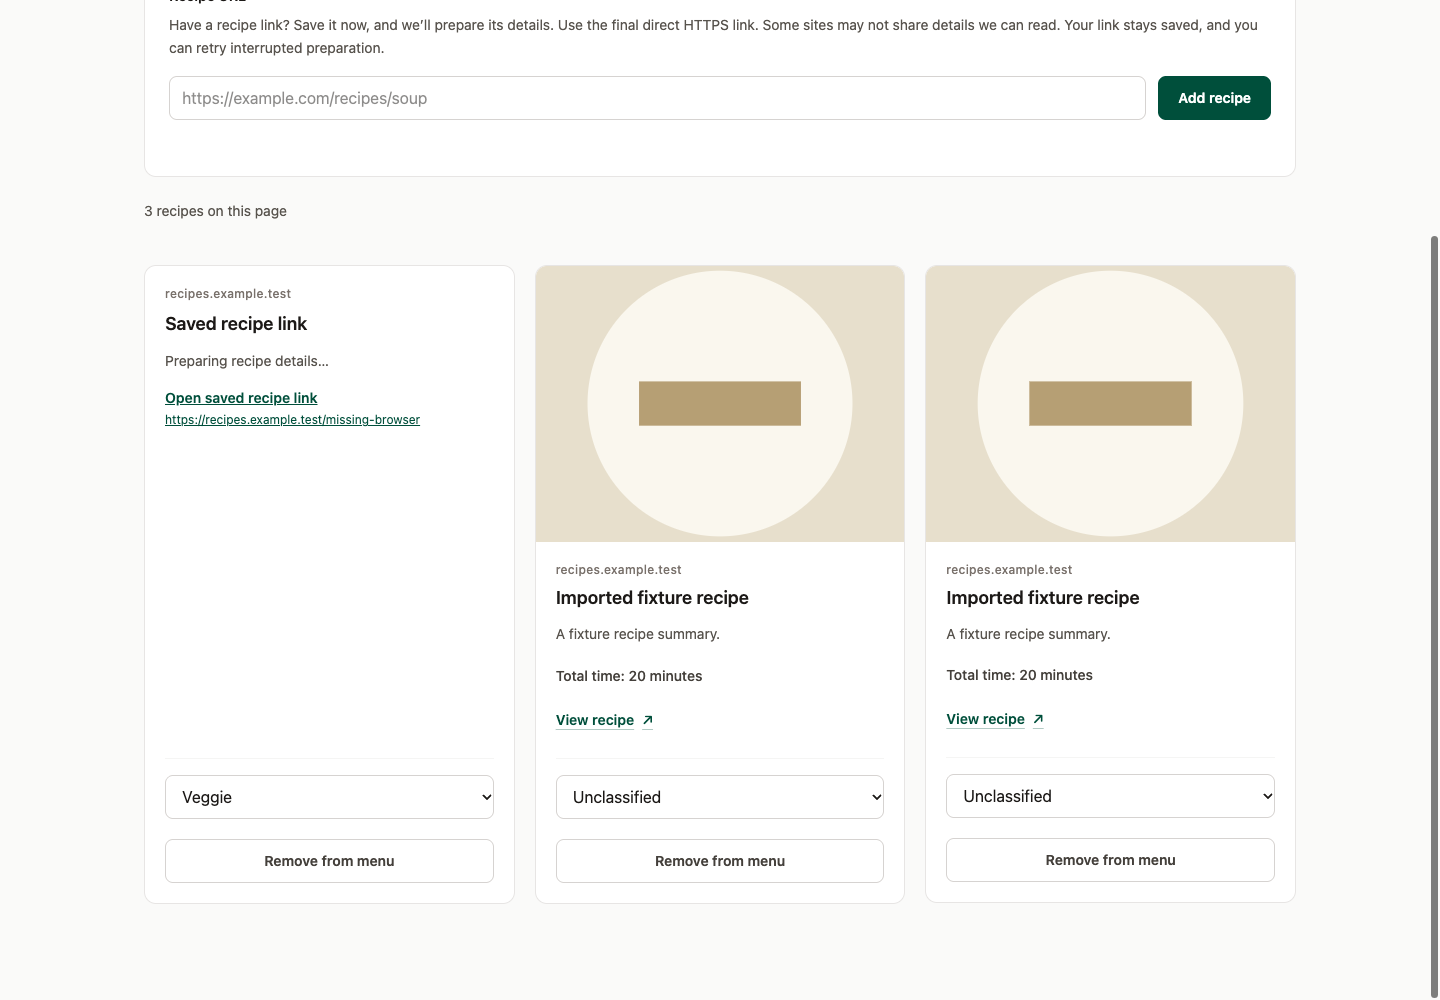 Recipe URL
Have a recipe link? Save it now, and we’ll prepare its details. Use the final direct HTTPS link. Some sites may not share details we can read. Your link stays saved, and you
can retry interrupted preparation.
https://example.com/recipes/soup
Add recipe
3 recipes on this page
recipes.example.test
Saved recipe link
Preparing recipe details…
Open saved recipe link
https://recipes.example.test/missing-browser
Veggie
Remove from menu
recipes.example.test
Imported fixture recipe
A fixture recipe summary.
Total time: 20 minutes
View recipe ↗
Unclassified
Remove from menu
recipes.example.test
Imported fixture recipe
A fixture recipe summary.
Total time: 20 minutes
View recipe ↗
Unclassified
Remove from menu